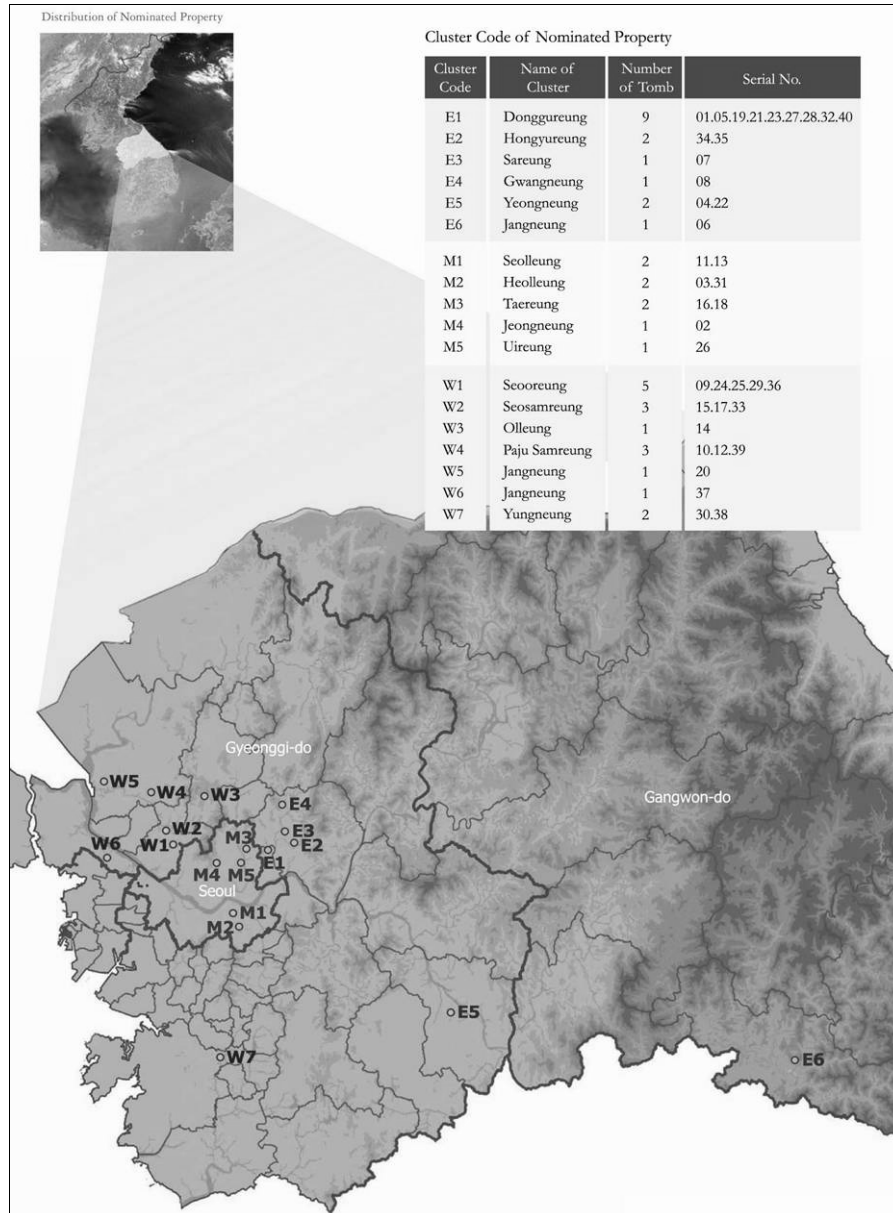 Distribution of Nominated Property
Cluster Code of Nominated Property
Cluster Code Name of Cluster Number of Tomb Serial No.
E1 Donggureung 9 01.05.19.21.23.27.28.32.40
E2 Hongyureung 2 34.35
E3 Sareung 1 07
E4 Gwangneung 1 08
E5 Yeongneung 2 04.22
E6 Jangneung 1 06
M1 Seolleung 2 11.13
M2 Heolleung 2 03.31
M3 Taereung 2 16.18
M4 Jeongneung 1 02
M5 Uireung 1 26
W1 Seooreung 5 09.24.25.29.36
W2 Seosamreung 3 15.17.33
W3 Olleung 1 14
W4 Paju Samreung 3 10.12.39
W5 Jangneung 1 20
W6 Jangneung 1 37
W7 Yungneung 2 30.38
Gyeonggi-do
W5
W4
W3
E4
Gangwon-do
W2
E3
W1
M3
E2
W6
E1
M4
M5
Seoul
M1
M2
E5
W7
E6